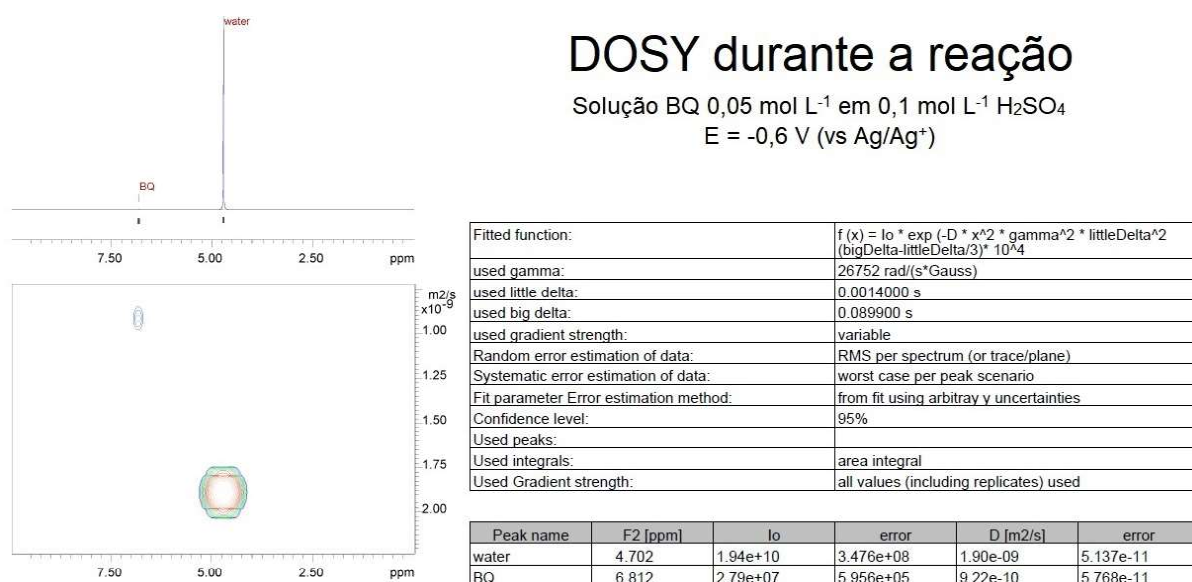 water
BQ
7.50 5.00 2.50 ppm
m2/s
x10⁻⁹
1.00
1.25
1.50
1.75
2.00
7.50 5.00 2.50 ppm
DOSY durante a reação
Solução BQ 0,05 mol L⁻¹ em 0,1 mol L⁻¹ H₂SO₄
E = -0,6 V (vs Ag/Ag⁺)
Fitted function: f (x) = Io * exp (-D * x^2 * gamma^2 * littleDelta^2
(bigDelta-littleDelta/3)* 10^4
used gamma: 26752 rad/(s*Gauss)
used little delta: 0.0014000 s
used big delta: 0.089900 s
used gradient strength: variable
Random error estimation of data: RMS per spectrum (or trace/plane)
Systematic error estimation of data: worst case per peak scenario
Fit parameter Error estimation method: from fit using arbitray y uncertainties
Confidence level: 95%
Used peaks:
Used integrals: area integral
Used Gradient strength: all values (including replicates) used
Peak name F2 [ppm] Io error D [m2/s] error
water 4.702 1.94e+10 3.476e+08 1.90e-09 5.137e-11
BQ 6.812 2.79e+07 5.956e+05 9.22e-10 5.768e-11